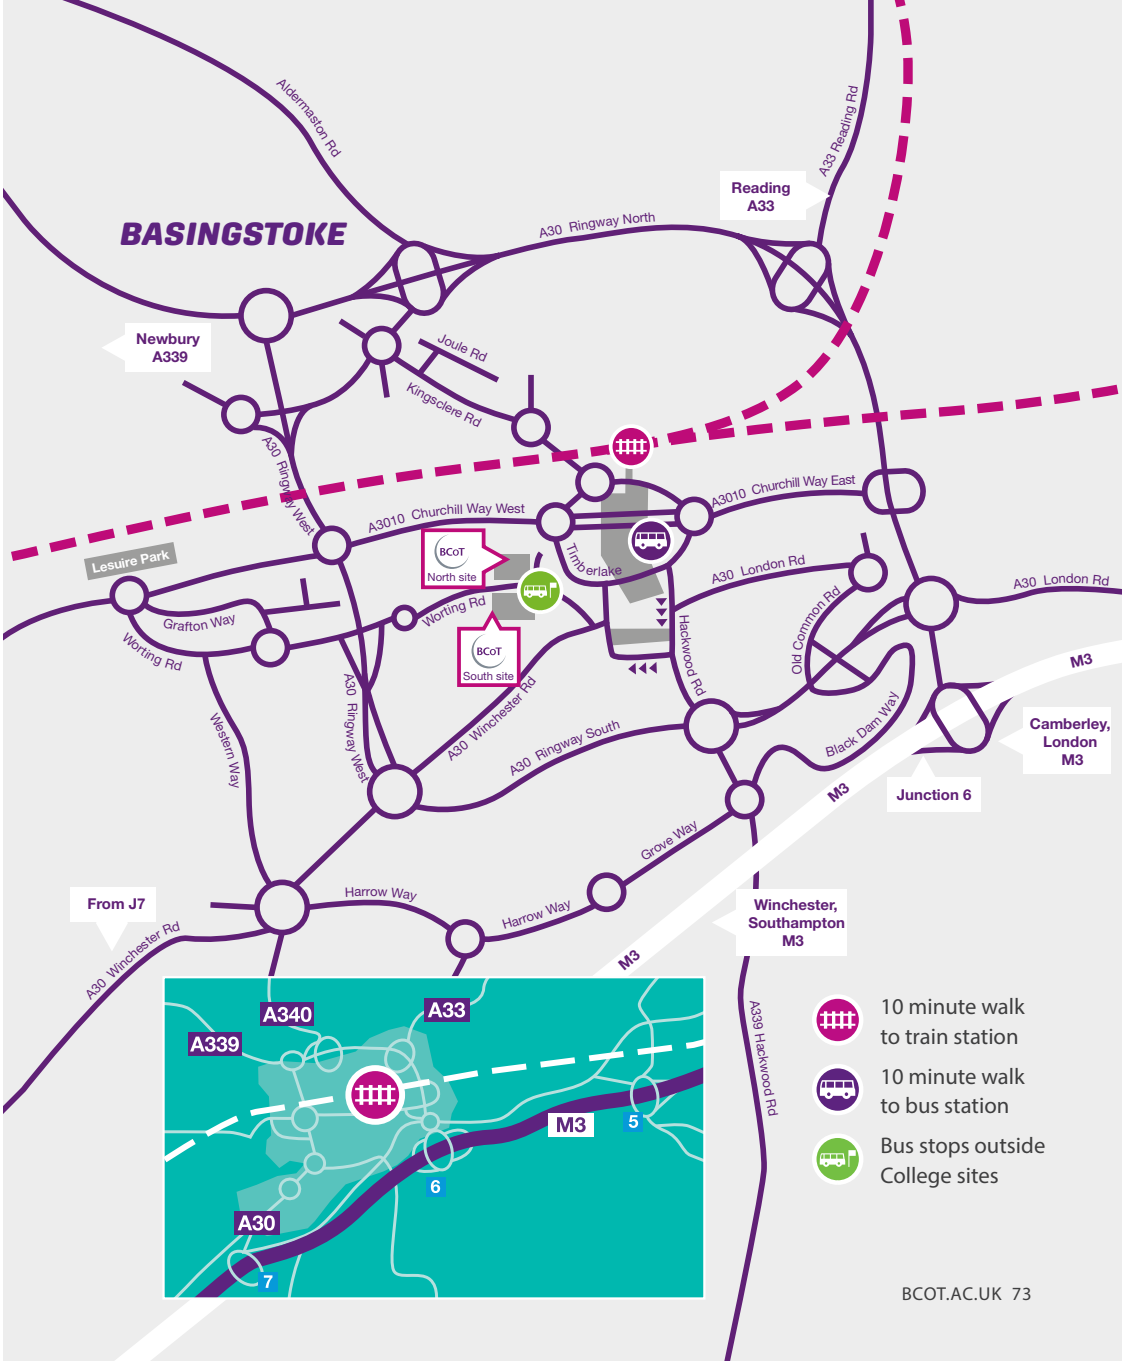 Aldermaston Rd
A33 Reading Rd
Reading
A33
BASINGSTOKE
A30 Ringway North
Newbury
A339
Joule Rd
Kingsclere Rd
A30 Ringway West
A3010 Churchill Way West
A3010 Churchill Way East
Lesuire Park
BCoT
North site
Timberlake
A30 London Rd
A30 London Rd
Grafton Way
Worting Rd
Worting Rd
BCoT
South site
Old Common Rd
Hackwood Rd
M3
A30 Ringway West
A30 Winchester Rd
Western Way
A30 Ringway South
Black Dam Way
Camberley,
London
M3
Junction 6
M3
Grove Way
Harrow Way
Harrow Way
From J7
A30 Winchester Rd
Winchester,
Southampton
M3
M3
A339 Hackwood Rd
A340
A33
A339
M3
5
6
A30
7
10 minute walk
to train station
10 minute walk
to bus station
Bus stops outside
College sites
BCOT.AC.UK 73